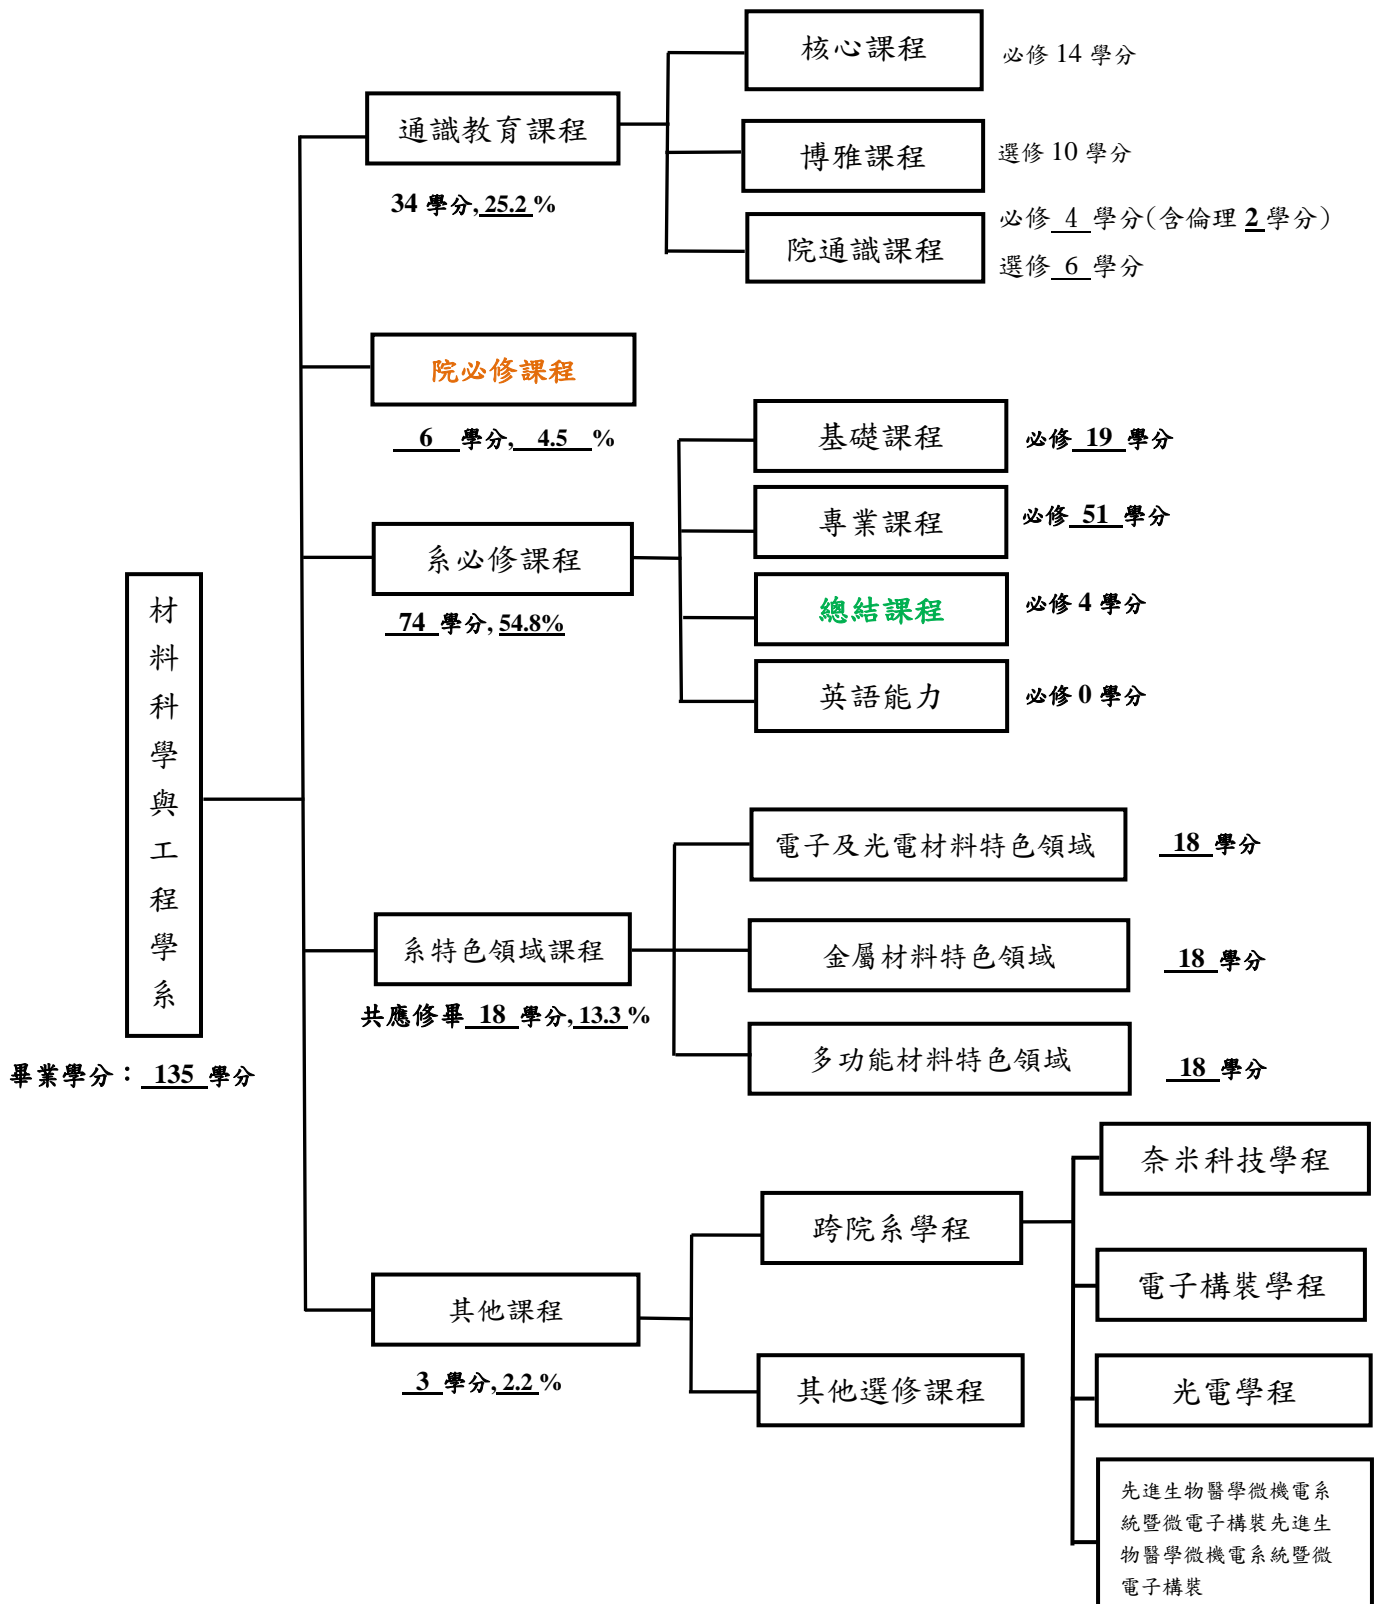 核心課程
必修 14 學分
通識教育課程
34 學分, 25.2 %
博雅課程
選修 10 學分
院通識課程
必修 4 學分(含倫理 2 學分)
選修 6 學分
院必修課程
6 學分, 4.5 %
系必修課程
74 學分, 54.8%
基礎課程
必修 19 學分
專業課程
必修 51 學分
總結課程
必修 4 學分
英語能力
必修 0 學分
材料科學與工程學系
畢業學分： 135 學分
系特色領域課程
共應修畢 18 學分, 13.3 %
電子及光電材料特色領域
18 學分
金屬材料特色領域
18 學分
多功能材料特色領域
18 學分
其他課程
3 學分, 2.2 %
跨院系學程
其他選修課程
奈米科技學程
電子構裝學程
光電學程
先進生物醫學微機電系
統暨微電子構裝先進生
物醫學微機電系統暨微
電子構裝